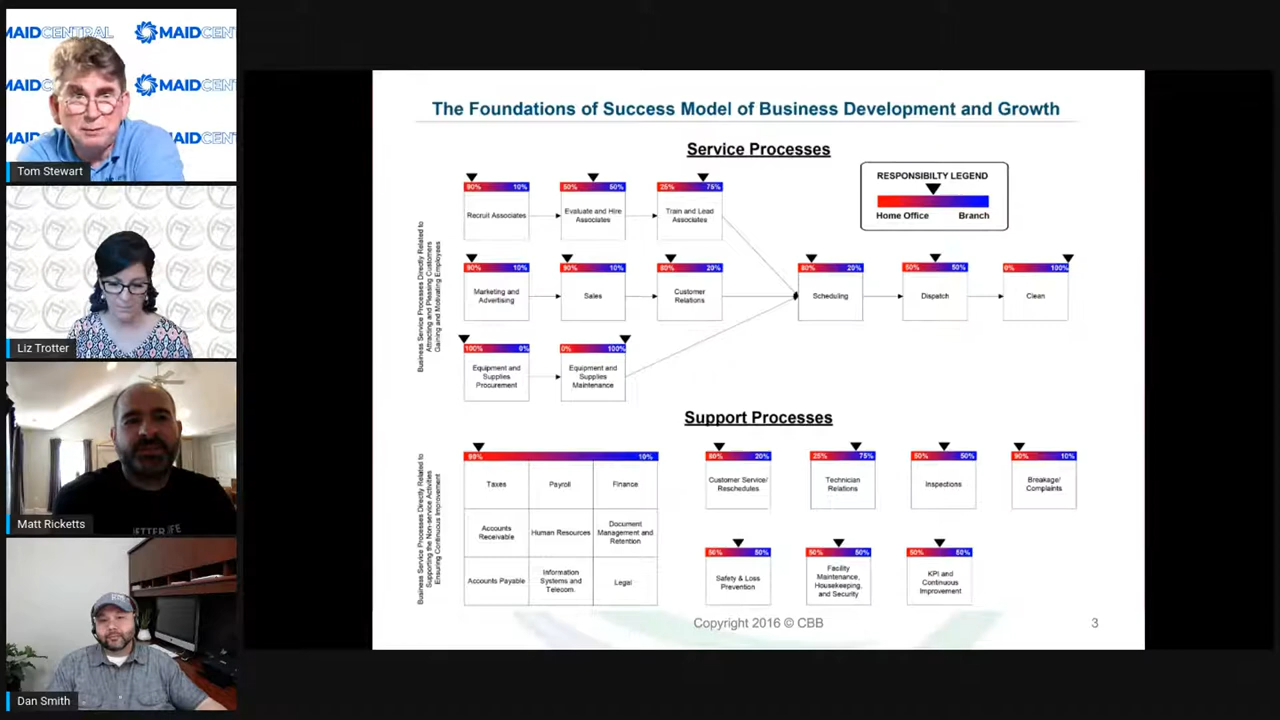 MAIDCENTRAL
MAIDCEN
MAIDCENTR
MAIDCENTR
Tom Stewart
Liz Trotter
Matt Ricketts
Dan Smith
The Foundations of Success Model of Business Development and Growth
Service Processes
RESPONSIBILTY LEGEND
Home Office Branch
Business Service Processes Directly Related to
Attracting and Pleasing Customers
Gaining and Motivating Employees
90% 10%
Recruit Associates
50% 50%
Evaluate and Hire
Associates
25% 75%
Train and Lead
Associates
90% 10%
Marketing and
Advertising
90% 10%
Sales
80% 20%
Customer
Relations
80% 20%
Scheduling
50% 50%
Dispatch
0% 100%
Clean
100% 0%
Equipment and
Supplies
Procurement
0% 100%
Equipment and
Supplies
Maintenance
Support Processes
Business Service Processes Directly Related to
Supporting the Non-service Activities
Ensuring Continuous Improvement
90% 10%
Taxes Payroll Finance
Accounts
Receivable
Human Resources
Document
Management and
Retention
Accounts Payable
Information
Systems and
Telecom.
Legal
80% 20%
Customer Service/
Reschedules
25% 75%
Technician
Relations
50% 50%
Inspections
90% 10%
Breakage/
Complaints
50% 50%
Safety & Loss
Prevention
50% 50%
Facility
Maintenance,
Housekeeping,
and Security
50% 50%
KPI and
Continuous
Improvement
Copyright 2016 © CBB
3